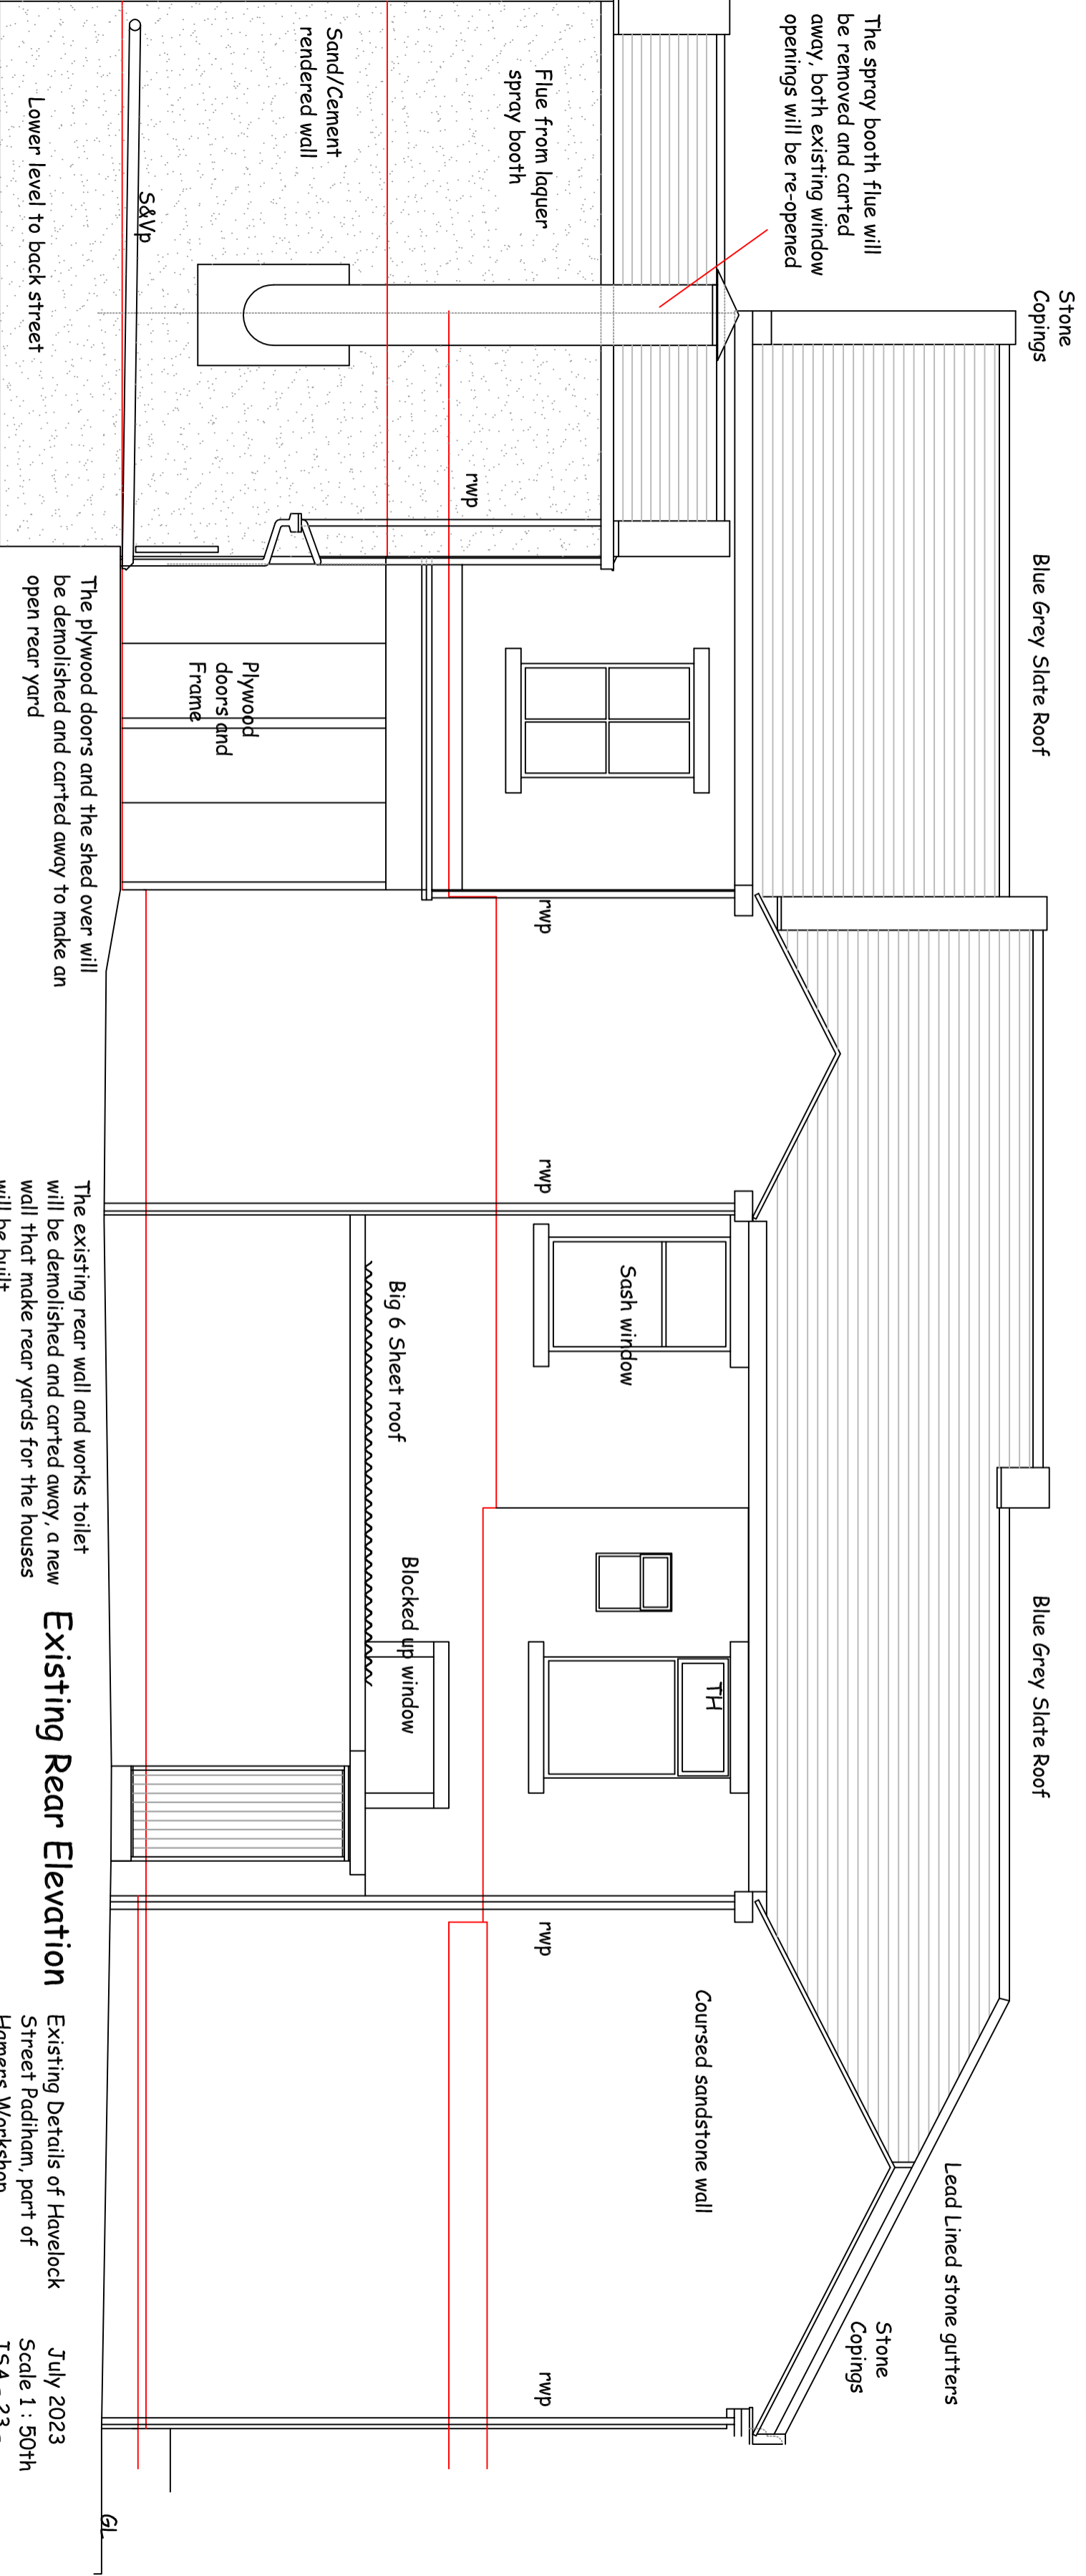 The spray booth flue will
be removed and carted
away, both existing window
openings will be re-opened
Stone
Copings
Blue Grey Slate Roof
Blue Grey Slate Roof
Lead Lined stone gutters
Stone
Copings
Flue from laquer
spray booth
Sand/Cement
rendered wall
S&Vp
Lower level to back street
rwp
rwp
rwp
rwp
rwp
Plywood
doors and
Frame
The plywood doors and the shed over will
be demolished and carted away to make an
open rear yard
Sash window
Big 6 Sheet roof
Blocked up window
TH
Coursed sandstone wall
The existing rear wall and works toilet
will be demolished and carted away, a new
wall that make rear yards for the houses
will be built
Existing Rear Elevation
Existing Details of Havelock
Street Padiham, part of
Hamers Workshop
July 2023
Scale 1 : 50th
GL